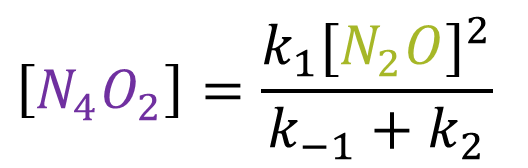 [N₄O₂] = k₁[N₂O]² / k₋₁ + k₂